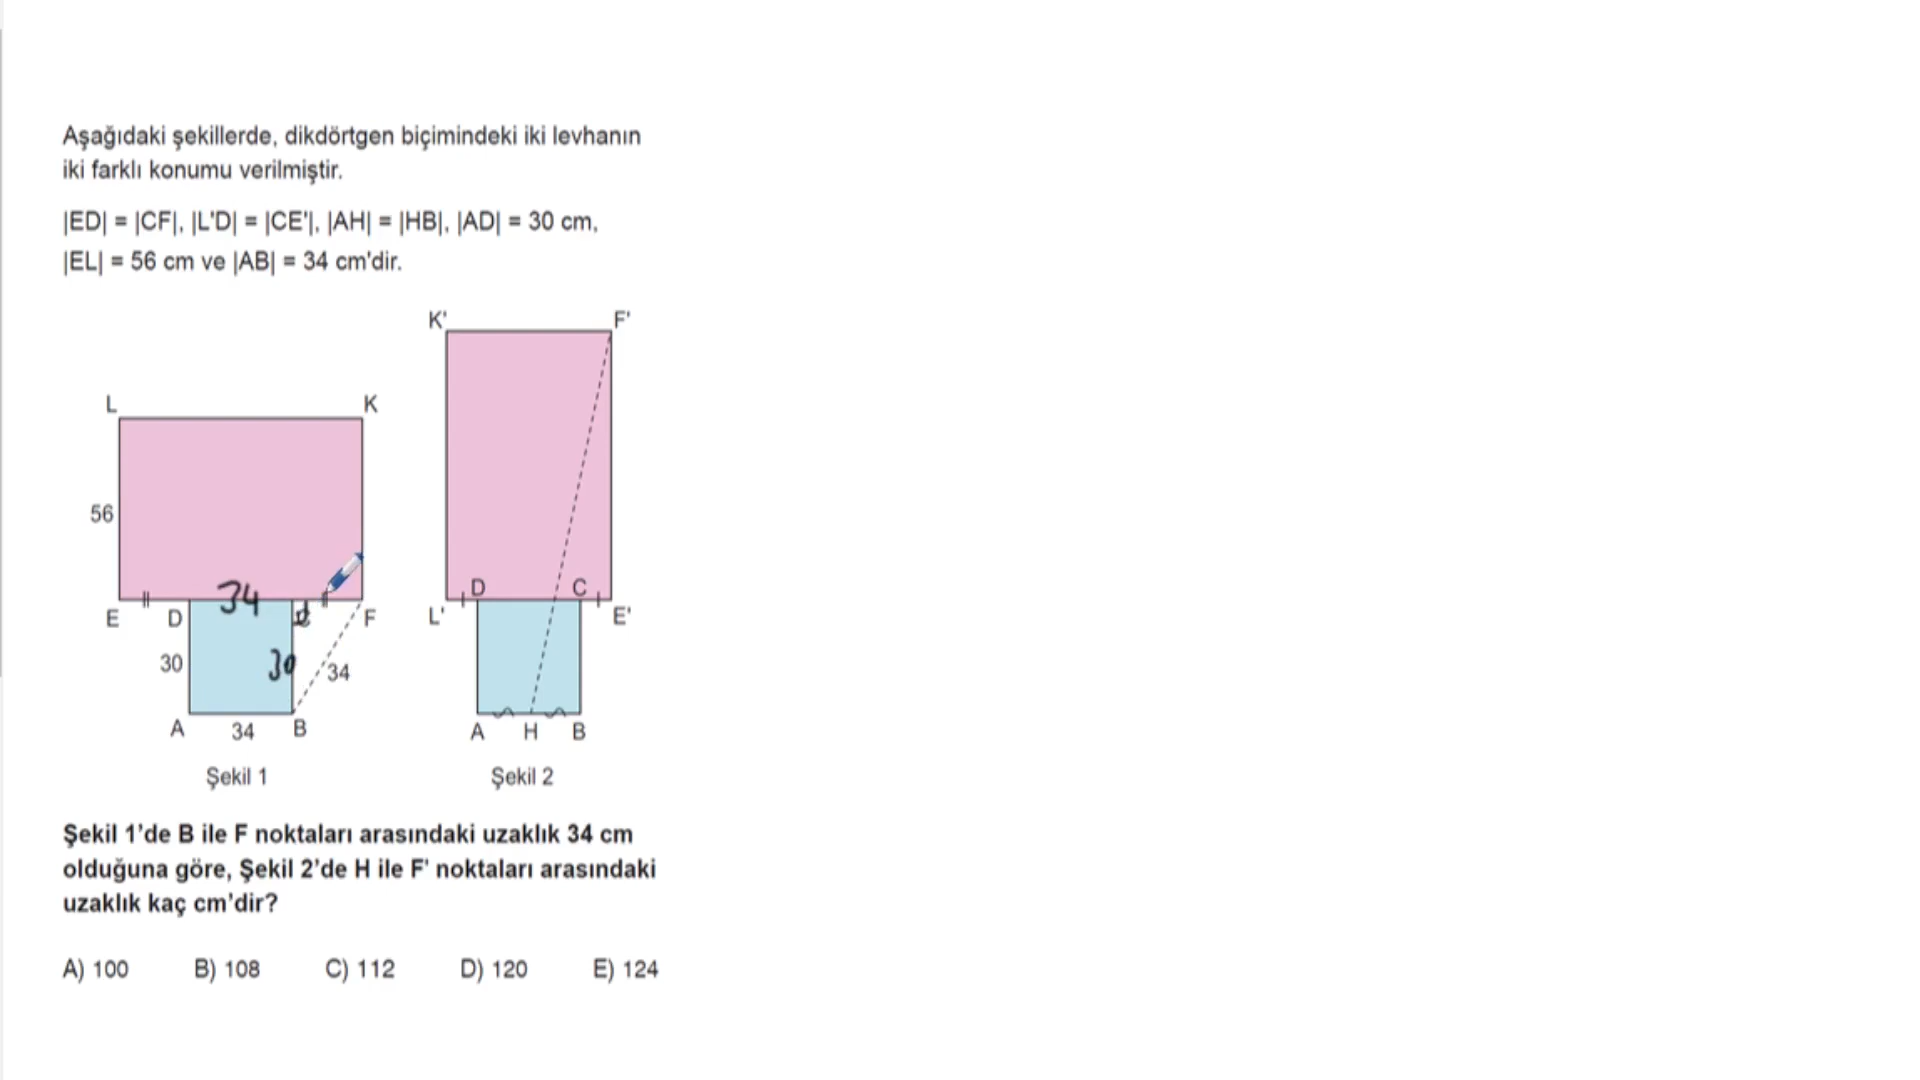 Aşağıdaki şekillerde, dikdörtgen biçimindeki iki levhanın
iki farklı konumu verilmiştir.
|ED| = |CF|, |L'D| = |CE'|, |AH| = |HB|, |AD| = 30 cm,
|EL| = 56 cm ve |AB| = 34 cm'dir.
K' F'
L K
56
34
D C
E D F L' E'
30 30 34
A 34 B A H B
Şekil 1 Şekil 2
Şekil 1'de B ile F noktaları arasındaki uzaklık 34 cm
olduğuna göre, Şekil 2'de H ile F' noktaları arasındaki
uzaklık kaç cm'dir?
A) 100 B) 108 C) 112 D) 120 E) 124